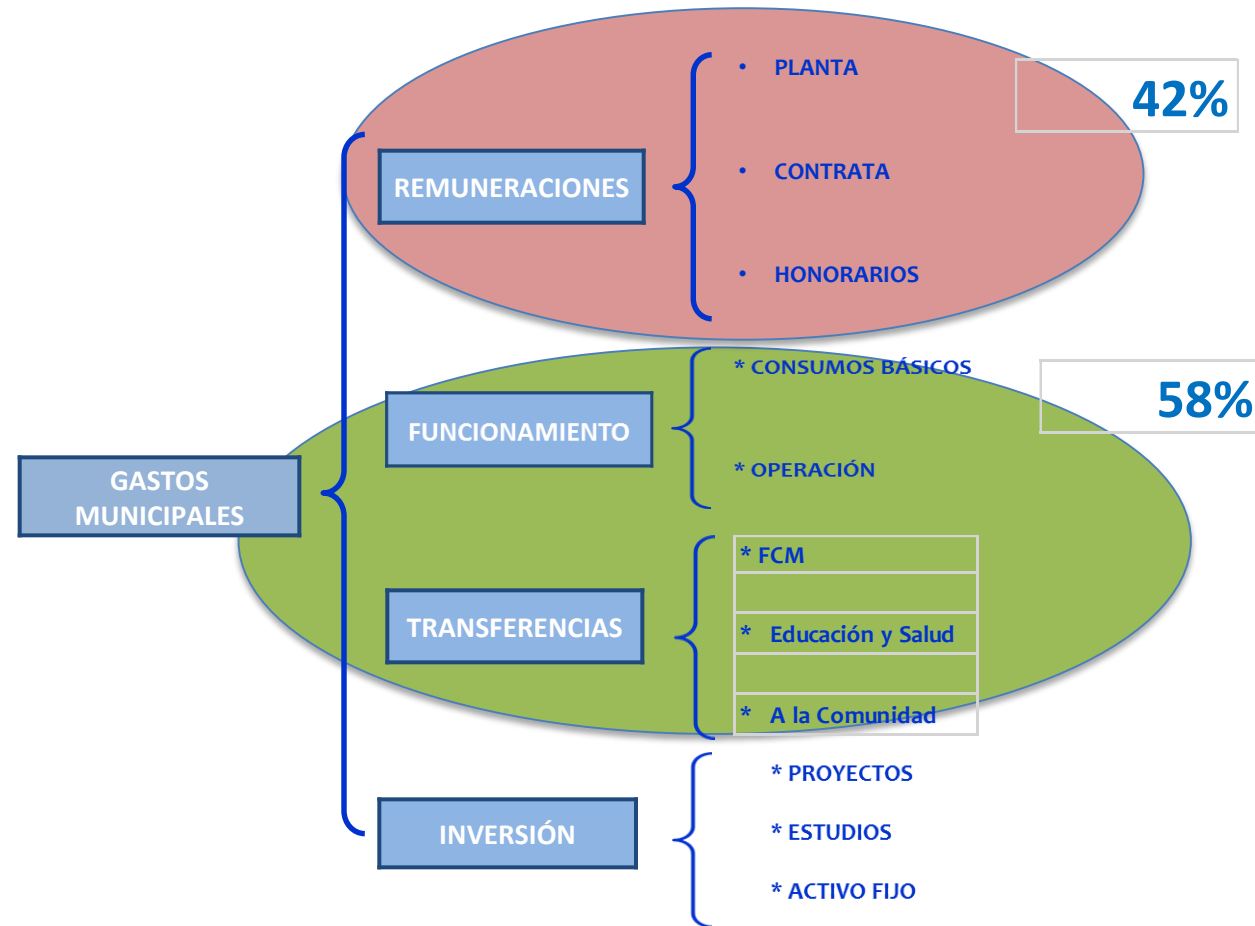 • PLANTA
42%
• CONTRATA
REMUNERACIONES
• HONORARIOS
* CONSUMOS BÁSICOS
58%
FUNCIONAMIENTO
* OPERACIÓN
GASTOS
MUNICIPALES
* FCM
TRANSFERENCIAS
* Educación y Salud
* A la Comunidad
* PROYECTOS
INVERSIÓN
* ESTUDIOS
* ACTIVO FIJO